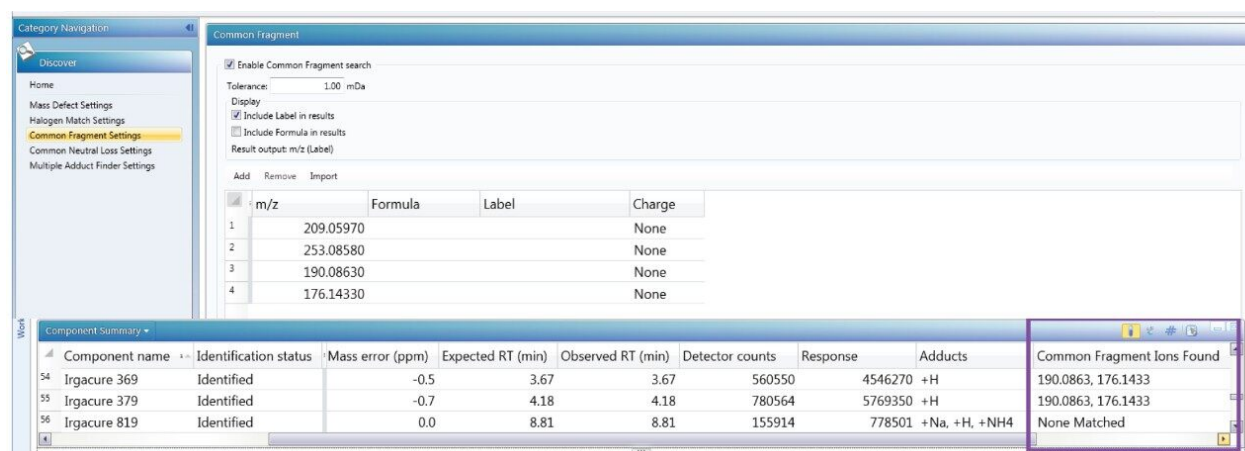 Category Navigation
Discover
Home
Mass Defect Settings
Halogen Match Settings
Common Fragment Settings
Common Neutral Loss Settings
Multiple Adduct Finder Settings
Common Fragment
Enable Common Fragment search
Tolerance: 1.00 mDa
Display
Include Label in results
Include Formula in results
Result output: m/z (Label)
Add Remove Import
m/z Formula Label Charge
1 209.05970 None
2 253.08580 None
3 190.08630 None
4 176.14330 None
Work
Component Summary
Component name Identification status Mass error (ppm) Expected RT (min) Observed RT (min) Detector counts Response Adducts Common Fragment Ions Found
54 Irgacure 369 Identified -0.5 3.67 3.67 560550 4546270 +H 190.0863, 176.1433
55 Irgacure 379 Identified -0.7 4.18 4.18 780564 5769350 +H 190.0863, 176.1433
56 Irgacure 819 Identified 0.0 8.81 8.81 155914 778501 +Na, +H, +NH4 None Matched